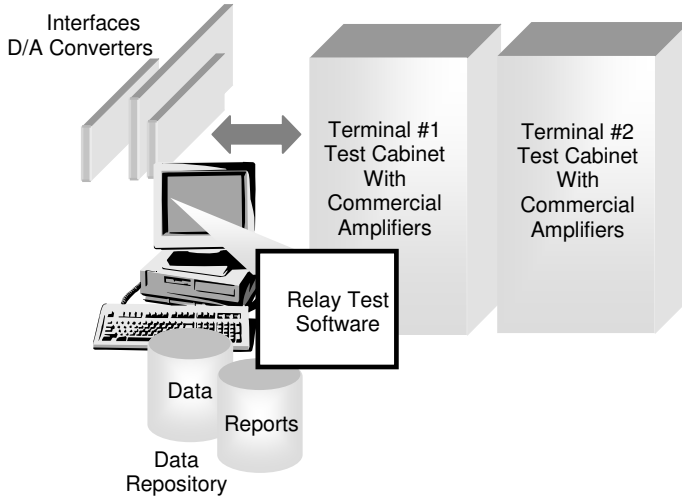 Interfaces
D/A Converters
Terminal #1
Test Cabinet
With
Commercial
Amplifiers
Terminal #2
Test Cabinet
With
Commercial
Amplifiers
Relay Test
Software
Data
Reports
Data
Repository